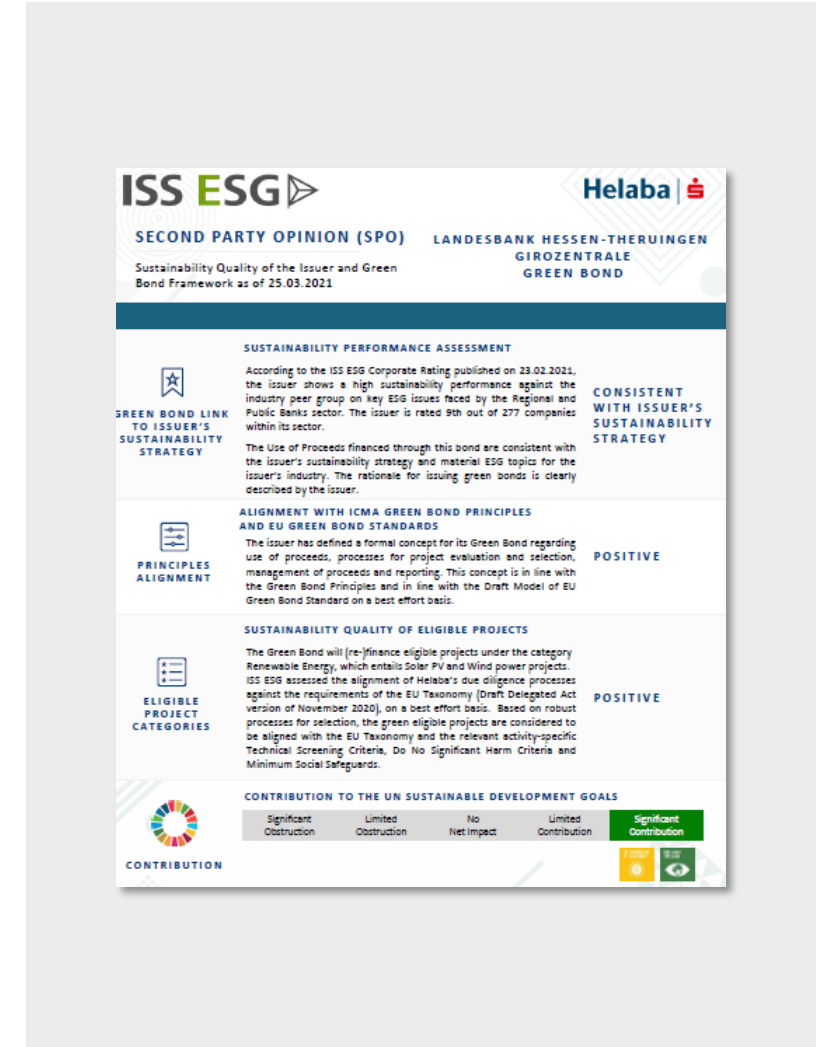 ISS ESG
Helaba
SECOND PARTY OPINION (SPO)
Sustainability Quality of the Issuer and Green
Bond Framework as of 25.03.2021
LANDESBANK HESSEN-THERUINGEN
GIROZENTRALE
GREEN BOND
GREEN BOND LINK
TO ISSUER'S
SUSTAINABILITY
STRATEGY
SUSTAINABILITY PERFORMANCE ASSESSMENT
According to the ISS ESG Corporate Rating published on 23.02.2021,
the issuer shows a high sustainability performance against the
industry peer group on key ESG issues faced by the Regional and
Public Banks sector. The issuer is rated 9th out of 277 companies
within its sector.
The Use of Proceeds financed through this bond are consistent with
the issuer's sustainability strategy and material ESG topics for the
issuer's industry. The rationale for issuing green bonds is clearly
described by the issuer.
CONSISTENT
WITH ISSUER'S
SUSTAINABILITY
STRATEGY
PRINCIPLES
ALIGNMENT
ALIGNMENT WITH ICMA GREEN BOND PRINCIPLES
AND EU GREEN BOND STANDARDS
The issuer has defined a formal concept for its Green Bond regarding
use of proceeds, processes for project evaluation and selection,
management of proceeds and reporting. This concept is in line with
the Green Bond Principles and in line with the Draft Model of EU
Green Bond Standard on a best effort basis.
POSITIVE
ELIGIBLE
PROJECT
CATEGORIES
SUSTAINABILITY QUALITY OF ELIGIBLE PROJECTS
The Green Bond will (re-)finance eligible projects under the category
Renewable Energy, which entails Solar PV and Wind power projects.
ISS ESG assessed the alignment of Helaba's due diligence processes
against the requirements of the EU Taxonomy (Draft Delegated Act
version of November 2020), on a best effort basis. Based on robust
processes for selection, the green eligible projects are considered to
be aligned with the EU Taxonomy and the relevant activity-specific
Technical Screening Criteria, Do No Significant Harm Criteria and
Minimum Social Safeguards.
POSITIVE
CONTRIBUTION
CONTRIBUTION TO THE UN SUSTAINABLE DEVELOPMENT GOALS
Significant
Obstruction
Limited
Obstruction
No
Net Impact
Limited
Contribution
Significant
Contribution